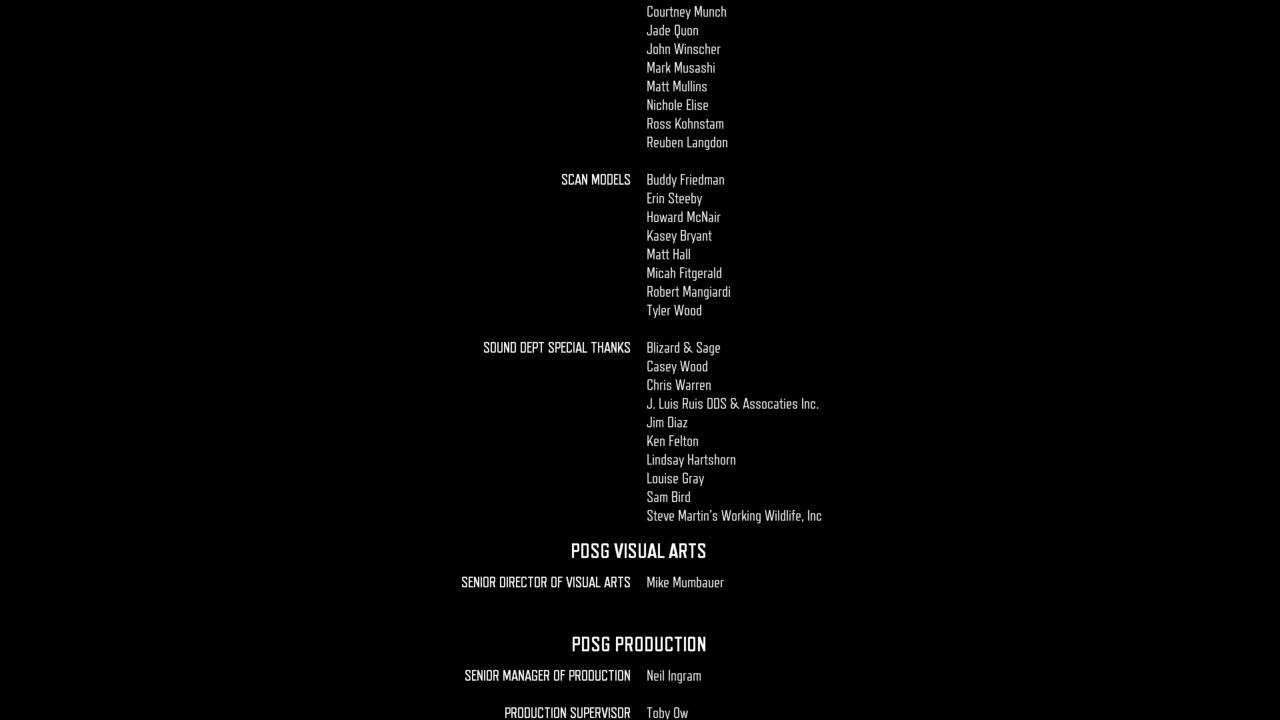 Courtney Munch
Jade Quon
John Winscher
Mark Musashi
Matt Mullins
Nichole Elise
Ross Kohnstam
Reuben Langdon
SCAN MODELS Buddy Friedman
Erin Steeby
Howard McNair
Kasey Bryant
Matt Hall
Micah Fitgerald
Robert Mangiardi
Tyler Wood
SOUND DEPT SPECIAL THANKS Blizard & Sage
Casey Wood
Chris Warren
J. Luis Ruis DDS & Assocaties Inc.
Jim Diaz
Ken Felton
Lindsay Hartshorn
Louise Gray
Sam Bird
Steve Martin's Working Wildlife, Inc
PDSG VISUAL ARTS
SENIOR DIRECTOR OF VISUAL ARTS Mike Mumbauer
PDSG PRODUCTION
SENIOR MANAGER OF PRODUCTION Neil Ingram
PRODUCTION SUPERVISOR Toby Ow